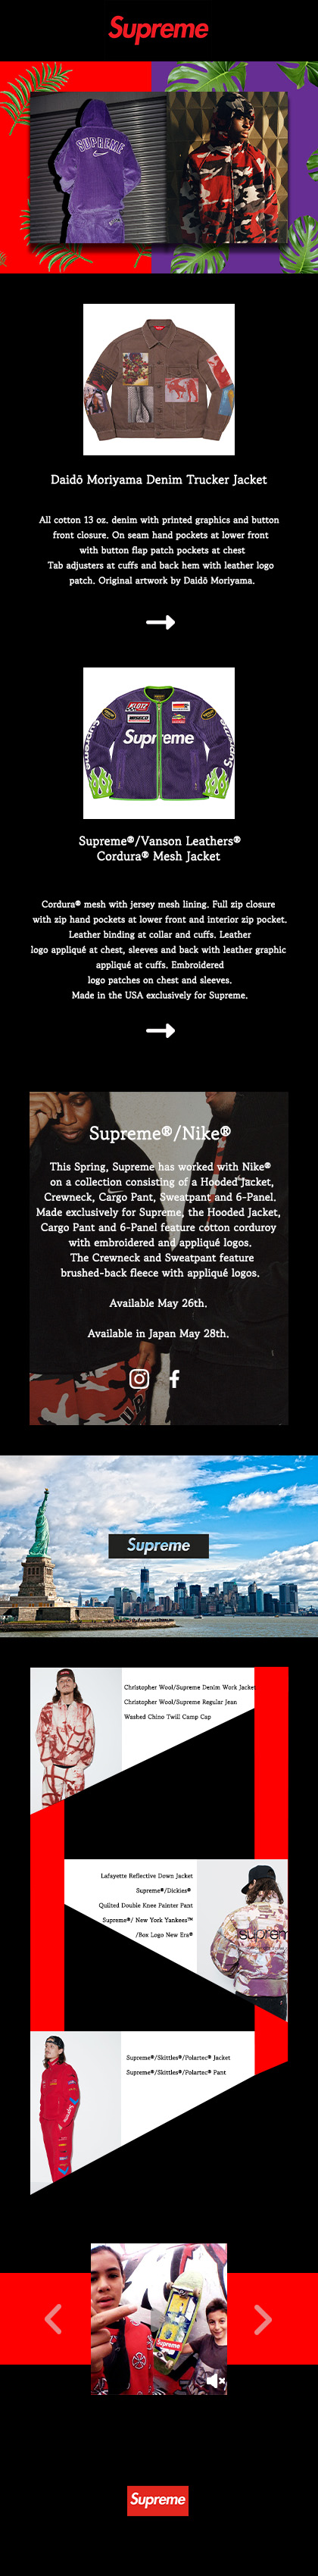 Supreme
SUPREME
Daidō Moriyama Denim Trucker Jacket
All cotton 13 oz. denim with printed graphics and button
front closure. On seam hand pockets at lower front
with button flap patch pockets at chest
Tab adjusters at cuffs and back hem with leather logo
patch. Original artwork by Daidō Moriyama.
KLOTZ
WISECO
Supreme
Supreme®/Vanson Leathers®
Cordura® Mesh Jacket
Cordura® mesh with jersey mesh lining. Full zip closure
with zip hand pockets at lower front and interior zip pocket.
Leather binding at collar and cuffs. Leather
logo appliqué at chest, sleeves and back with leather graphic
appliqué at cuffs. Embroidered
logo patches on chest and sleeves.
Made in the USA exclusively for Supreme.
Supreme®/Nike®
This Spring, Supreme has worked with Nike®
on a collection consisting of a Hooded Jacket,
Crewneck, Cargo Pant, Sweatpant and 6-Panel.
Made exclusively for Supreme, the Hooded Jacket,
Cargo Pant and 6-Panel feature cotton corduroy
with embroidered and appliqué logos.
The Crewneck and Sweatpant feature
brushed-back fleece with appliqué logos.
Available May 26th.
Available in Japan May 28th.
Supreme
Christopher Wool/Supreme Denim Work Jacket
Christopher Wool/Supreme Regular Jean
Washed Chino Twill Camp Cap
Lafayette Reflective Down Jacket
Supreme®/Dickies®
Quilted Double Knee Painter Pant
Supreme®/ New York Yankees™
/Box Logo New Era®
Supreme®/Skittles®/Polartec® Jacket
Supreme®/Skittles®/Polartec® Pant
Supreme
Supreme